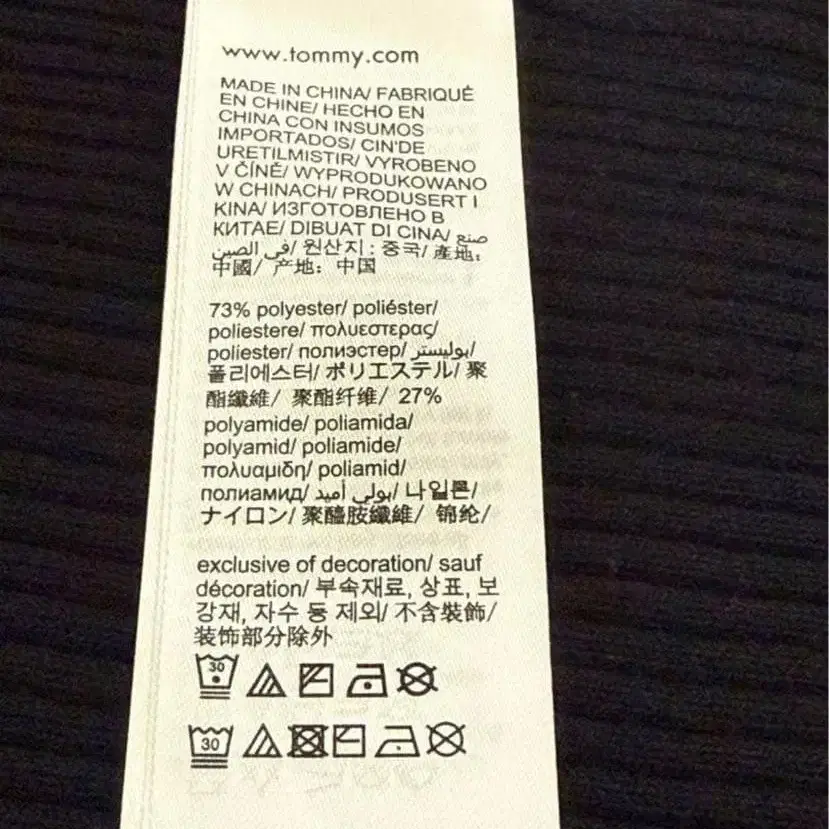 www.tommy.com
MADE IN CHINA/ FABRIQUÉ
EN CHINE/ HECHO EN
CHINA CON INSUMOS
IMPORTADOS/ CIN'DE
URETILMISTIR/ VYROBENO
V ČÍNĚ/ WYPRODUKOWANO
W CHINACH/ PRODUSERT I
KINA/ ИЗГОТОВЛЕНО В
КИТАЕ/ DIBUAT DI CINA/ صنع
في الصين/ 원산지 : 중국/ 產地:
中國/ 产地: 中国
73% polyester/ poliéster/
poliestere/ πολυεστερας/
poliester/ полиэстер/ بوليستر/
폴리에스터/ ポリエステル/ 聚
酯纖維/ 聚酯纤维/ 27%
polyamide/ poliamida/
polyamid/ poliamide/
πολυαμιδη/ poliamid/
полиамид/ بولي أميد/ 나일론/
ナイロン/ 聚醯胺纖維/ 锦纶/
exclusive of decoration/ sauf
décoration/ 부속재료, 상표, 보
강재, 자수 등 제외/ 不含裝飾/
装饰部分除外
30
30